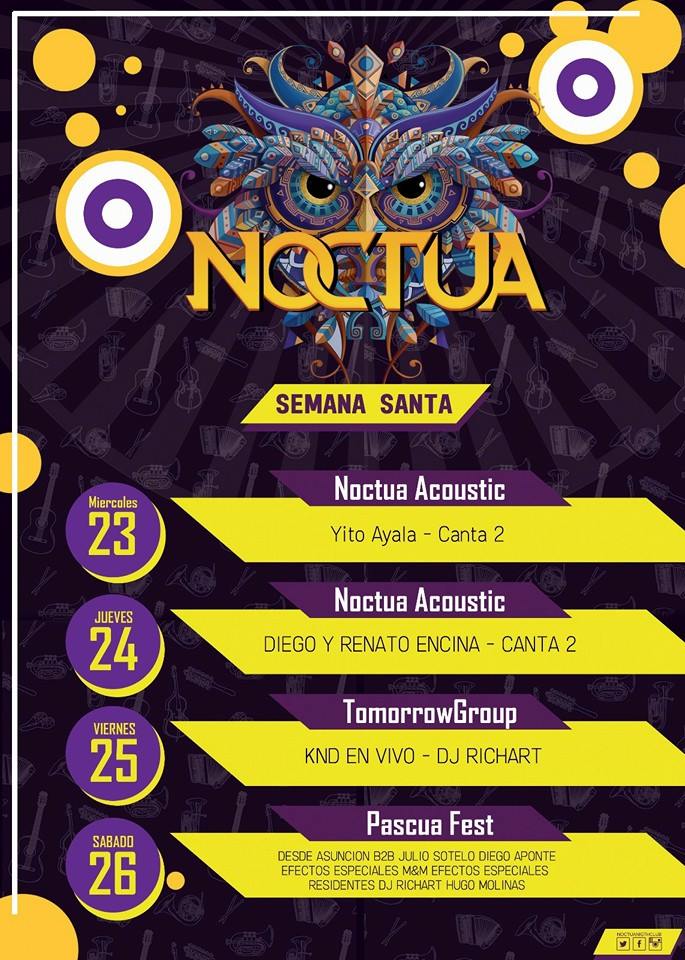 NOCTUA
SEMANA SANTA
Noctua Acoustic
Miercoles
23
Yito Ayala - Canta 2
Noctua Acoustic
JUEVES
24
DIEGO Y RENATO ENCINA - CANTA 2
TomorrowGroup
VIERNES
25
KND EN VIVO - DJ RICHART
Pascua Fest
SABADO
26
DESDE ASUNCION B2B JULIO SOTELO DIEGO APONTE
EFECTOS ESPECIALES M&M EFECTOS ESPECIALES
RESIDENTES DJ RICHART HUGO MOLINAS